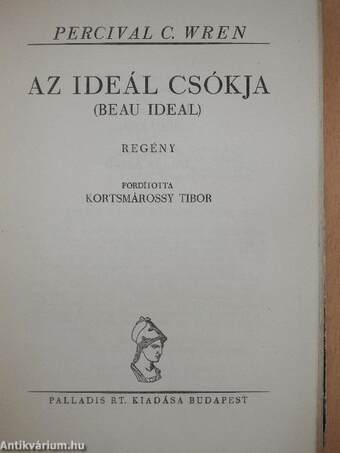 PERCIVAL C. WREN
AZ IDEÁL CSÓKJA
(BEAU IDEAL)
REGÉNY
FORDÍTOTTA
KORTSMÁROSSY TIBOR
PALLADIS RT. KIADÁSA BUDAPEST
Antikvárium.hu